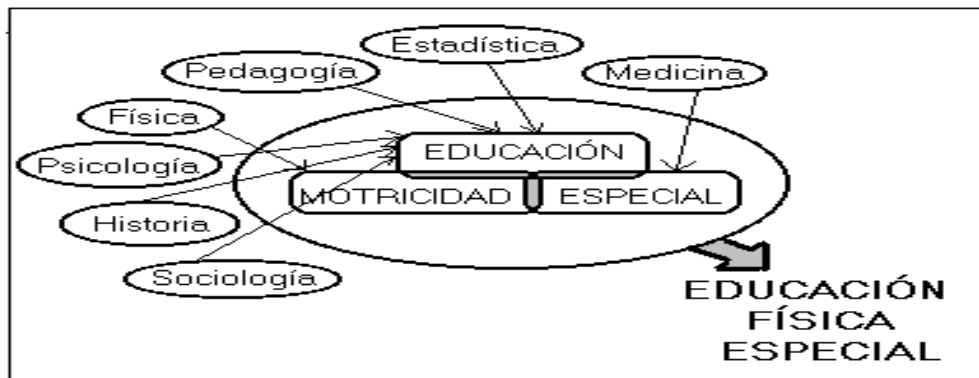 Estadística
Pedagogía
Medicina
Física
EDUCACIÓN
Psicología
MOTRICIDAD
ESPECIAL
Historia
Sociología
EDUCACIÓN
FÍSICA
ESPECIAL